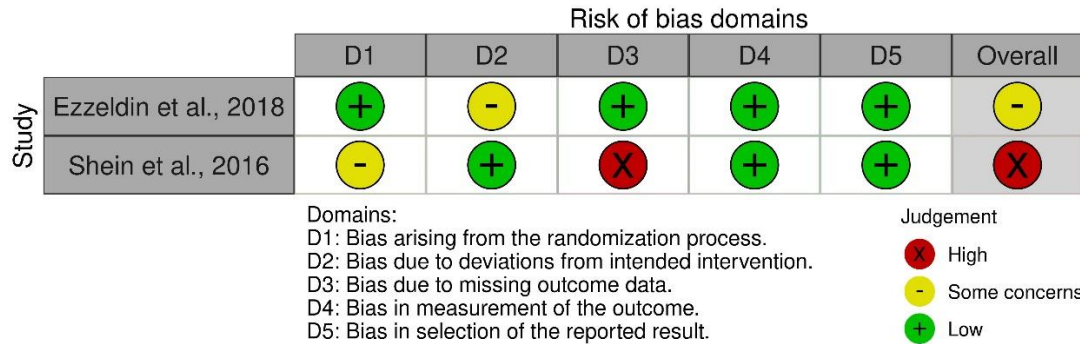 Risk of bias domains
D1 D2 D3 D4 D5 Overall
Study
Ezzeldin et al., 2018 + - + + + -
Shein et al., 2016 - + X + + X
Domains:
D1: Bias arising from the randomization process.
D2: Bias due to deviations from intended intervention.
D3: Bias due to missing outcome data.
D4: Bias in measurement of the outcome.
D5: Bias in selection of the reported result.
Judgement
X High
- Some concerns
+ Low